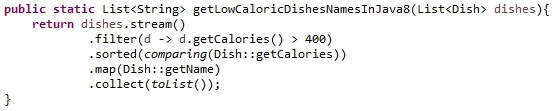 public static List<String> getLowCaloricDishesNamesInJava8(List<Dish> dishes){
return dishes.stream()
.filter(d -> d.getCalories() > 400)
.sorted(comparing(Dish::getCalories))
.map(Dish::getName)
.collect(toList());
}